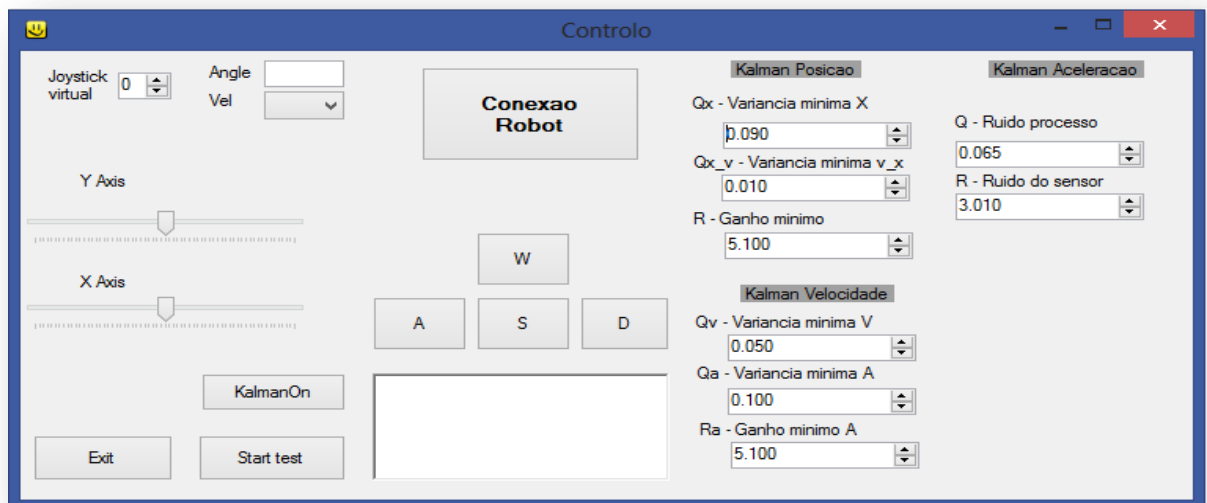 Controlo
Joystick
virtual
0
Angle
Vel
Y Axis
X Axis
KalmanOn
Exit
Start test
Conexao
Robot
W
A
S
D
Kalman Posicao
Qx - Variancia minima X
0.090
Qx_v - Variancia minima v_x
0.010
R - Ganho minimo
5.100
Kalman Velocidade
Qv - Variancia minima V
0.050
Qa - Variancia minima A
0.100
Ra - Ganho minimo A
5.100
Kalman Aceleracao
Q - Ruido processo
0.065
R - Ruido do sensor
3.010